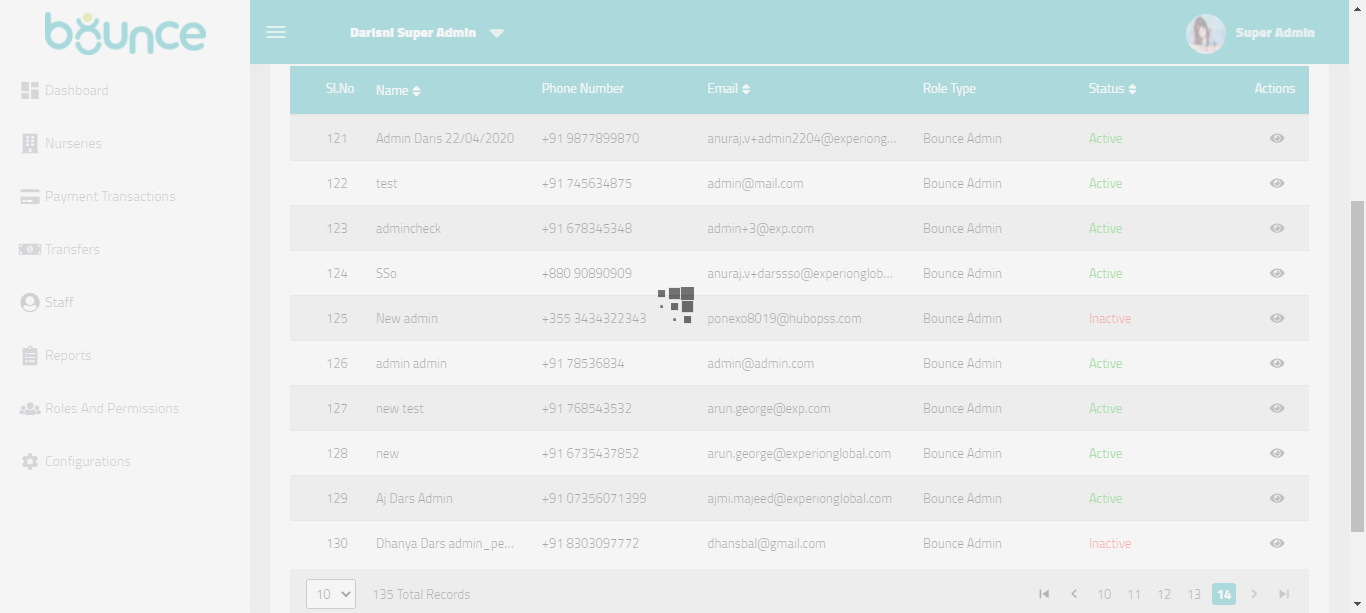 bounce
Darisni Super Admin
Super Admin
Dashboard
Nurseries
Payment Transactions
Transfers
Staff
Reports
Roles And Permissions
Configurations
Sl.No Name Phone Number Email Role Type Status Actions
121 Admin Daris 22/04/2020 +91 9877899870 anuraj.v+admin2204@experiong... Bounce Admin Active
122 test +91 745634875 admin@mail.com Bounce Admin Active
123 admincheck +91 678345348 admin+3@exp.com Bounce Admin Active
124 SSo +880 90890909 anuraj.v+darssso@experionglob... Bounce Admin Active
125 New admin +355 3434322343 ponexo8019@hubopss.com Bounce Admin Inactive
126 admin admin +91 78536834 admin@admin.com Bounce Admin Active
127 new test +91 768543532 arun.george@exp.com Bounce Admin Active
128 new +91 6735437852 arun.george@experionglobal.com Bounce Admin Active
129 Aj Dars Admin +91 07356071399 ajmi.majeed@experionglobal.com Bounce Admin Active
130 Dhanya Dars admin_pe... +91 8303097772 dhansbal@gmail.com Bounce Admin Inactive
10 135 Total Records 10 11 12 13 14